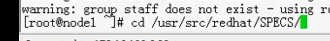 warning: group staff does not exist - using r
[root@node1 ~]# cd /usr/src/redhat/SPECS/